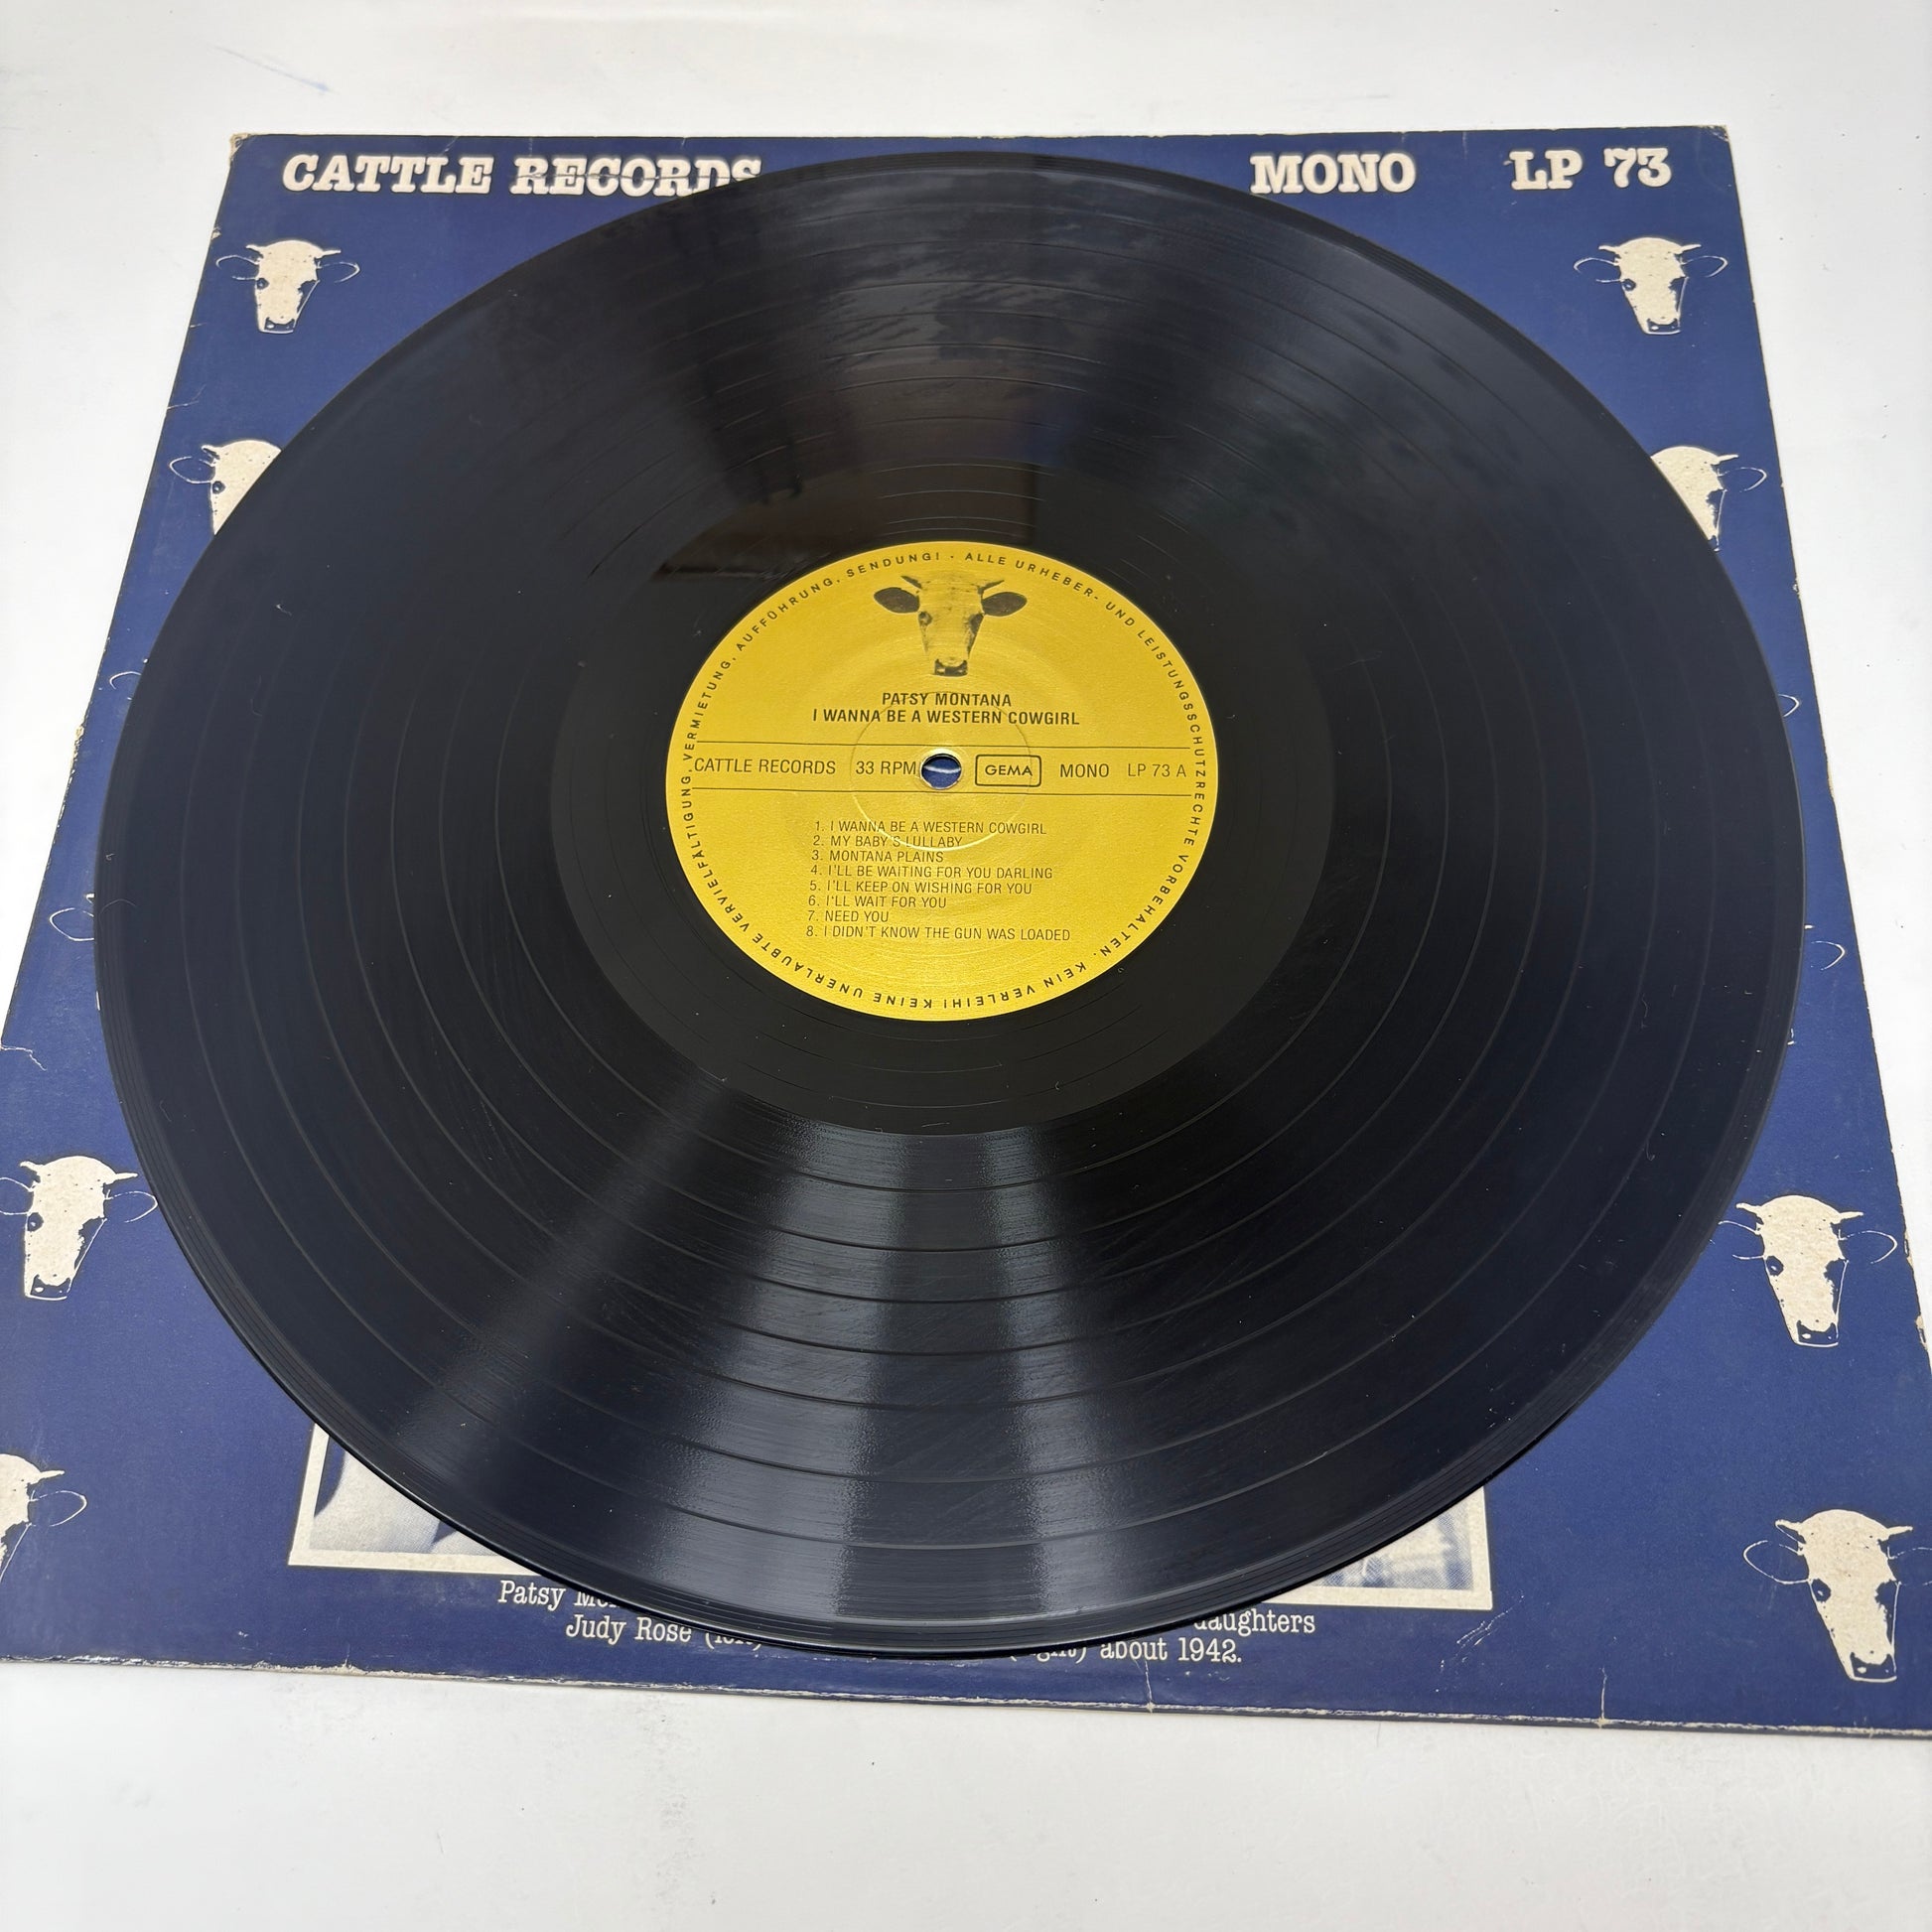 CATTLE RECORDS
MONO LP 73
KEINE UNERLAUBTE VERVIELFÄLTIGUNG, VERMIETUNG, AUFFÜHRUNG, SENDUNG! · ALLE URHEBER- UND LEISTUNGSSCHUTZRECHTE VORBEHALTEN. KEIN VERLEIH!
PATSY MONTANA
I WANNA BE A WESTERN COWGIRL
CATTLE RECORDS 33 RPM GEMA MONO LP 73 A
1. I WANNA BE A WESTERN COWGIRL
2. MY BABY'S LULLABY
3. MONTANA PLAINS
4. I'LL BE WAITING FOR YOU DARLING
5. I'LL KEEP ON WISHING FOR YOU
6. I'LL WAIT FOR YOU
7. NEED YOU
8. I DIDN'T KNOW THE GUN WAS LOADED
Patsy daughters
Judy Rose about 1942.